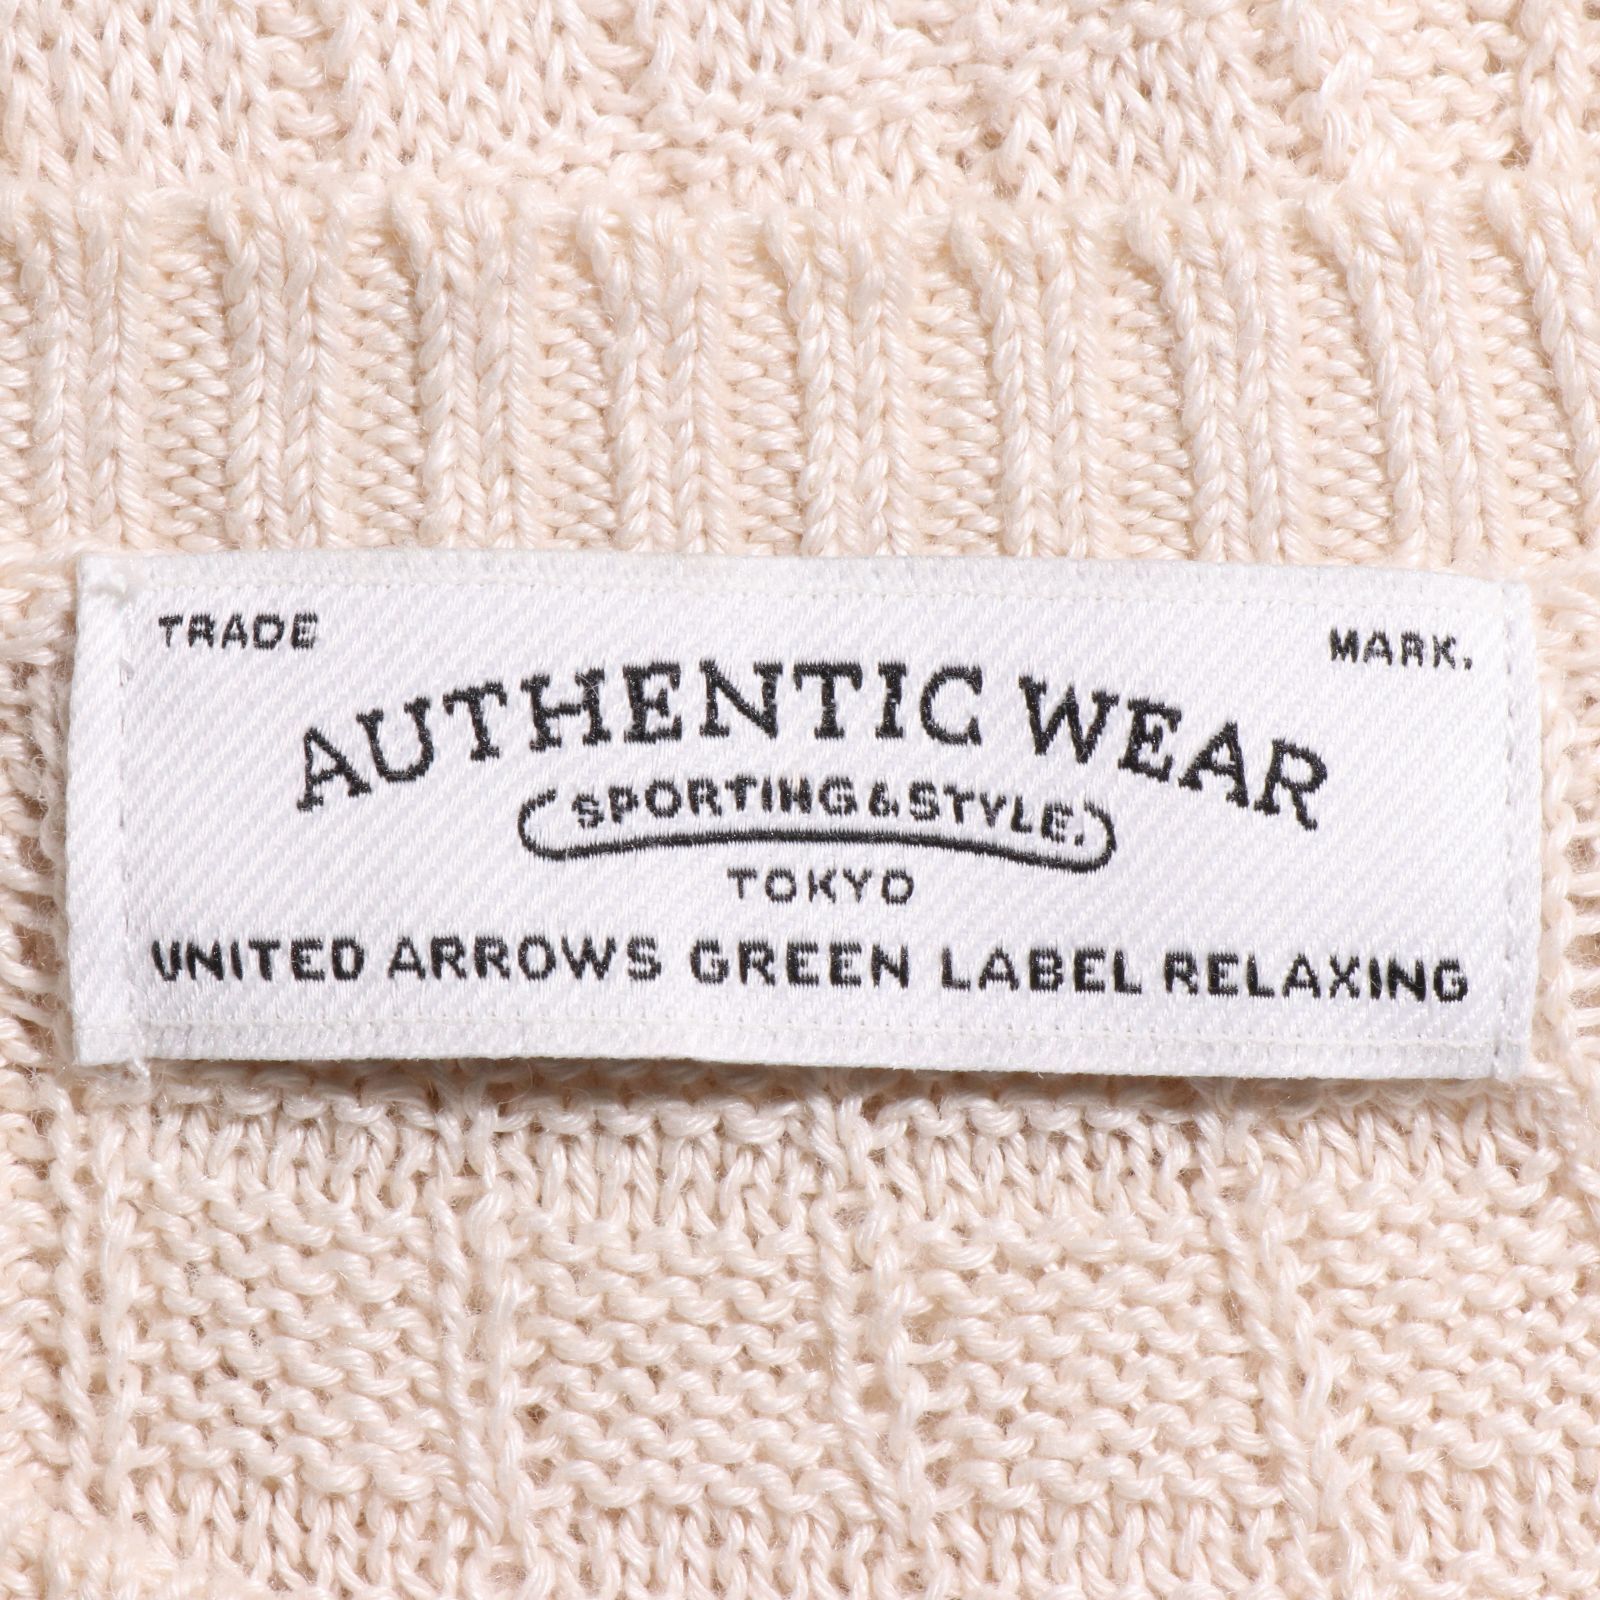 TRADE MARK.
AUTHENTIC WEAR
SPORTING & STYLE.
TOKYO
UNITED ARROWS GREEN LABEL RELAXING